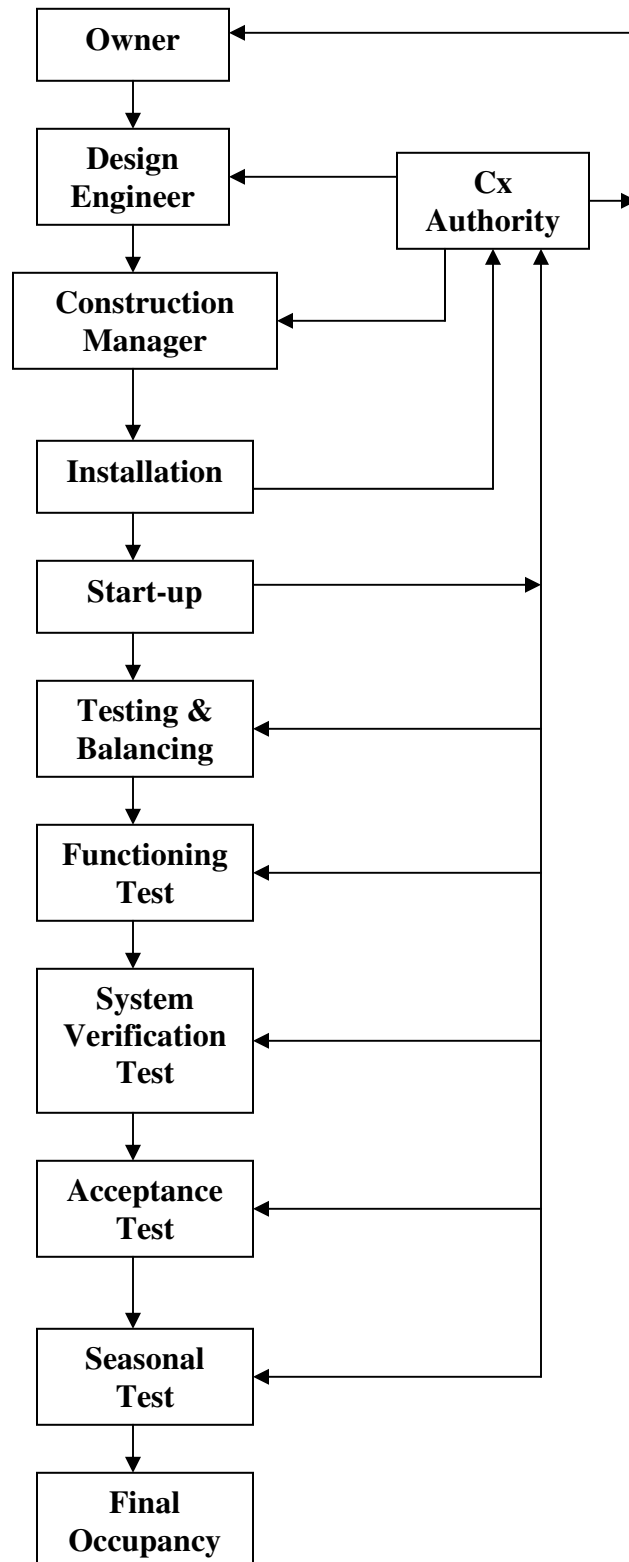 Owner
Design
Engineer
Cx
Authority
Construction
Manager
Installation
Start-up
Testing &
Balancing
Functioning
Test
System
Verification
Test
Acceptance
Test
Seasonal
Test
Final
Occupancy